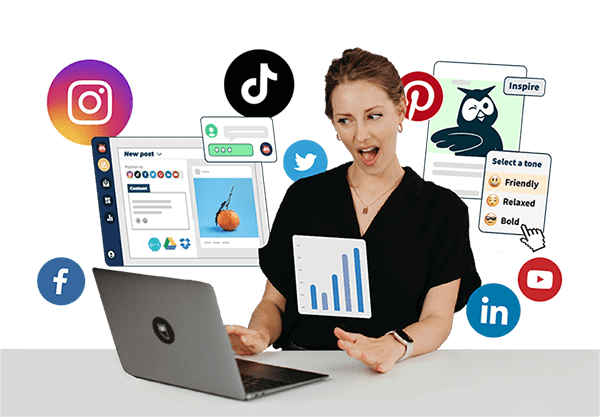 New post
Content
Inspire
Select a tone
Friendly
Relaxed
Bold
in